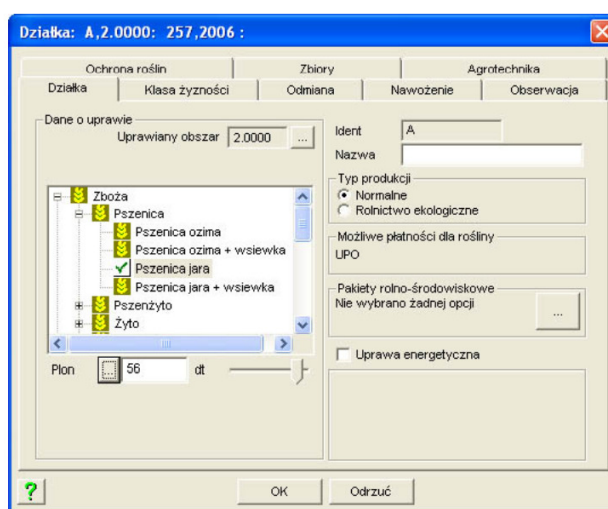 Działka: A,2.0000: 257,2006 :
Ochrona roślin Zbiory Agrotechnika
Działka Klasa żyzności Odmiana Nawożenie Obserwacja
Dane o uprawie
Uprawiany obszar 2.0000 ...
Zboża
Pszenica
Pszenica ozima
Pszenica ozima + wsiewka
Pszenica jara
Pszenica jara + wsiewka
Pszenżyto
Żyto
Plon ... 56 dt
Ident A
Nazwa
Typ produkcji
Normalne
Rolnictwo ekologiczne
Możliwe płatności dla rośliny
UPO
Pakiety rolno-środowiskowe
Nie wybrano żadnej opcji
...
Uprawa energetyczna
? OK Odrzuć